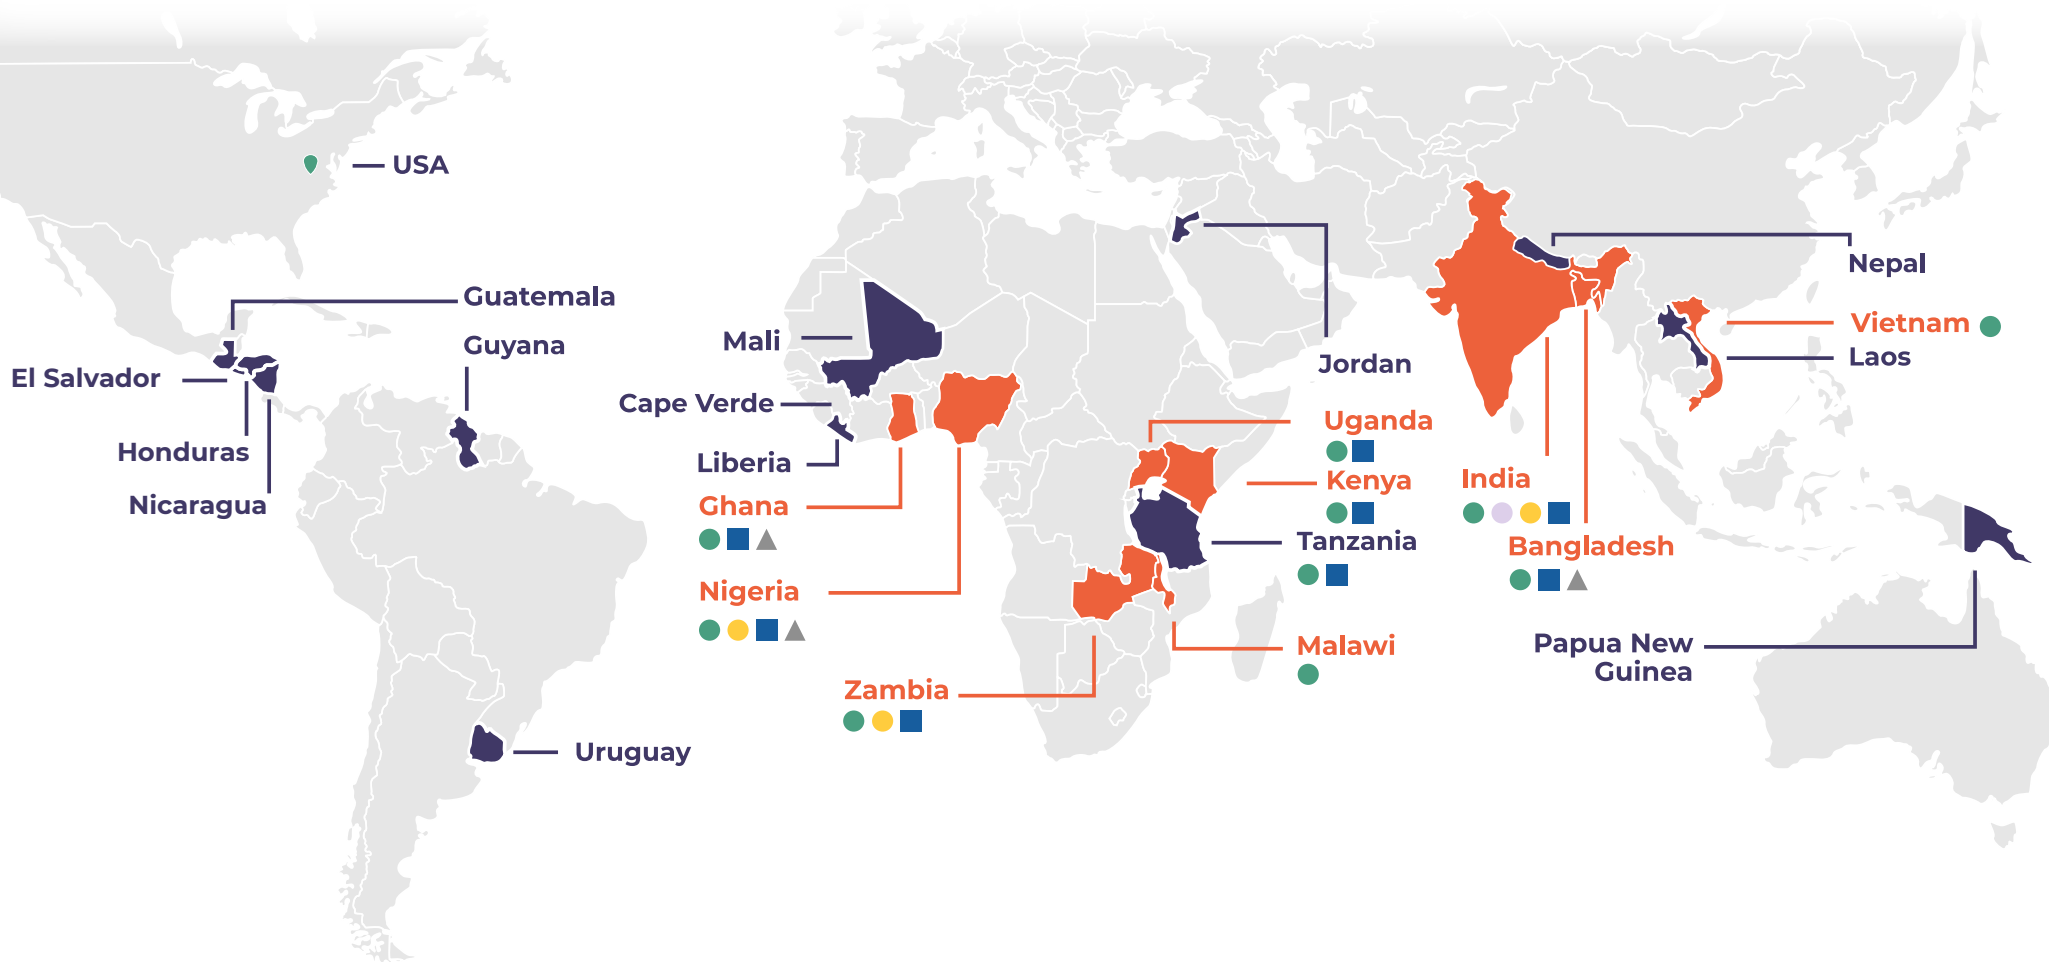 USA
Guatemala
Guyana
El Salvador
Honduras
Nicaragua
Uruguay
Mali
Cape Verde
Liberia
Ghana
Nigeria
Zambia
Jordan
Uganda
Kenya
Tanzania
Malawi
India
Bangladesh
Nepal
Vietnam
Laos
Papua New
Guinea